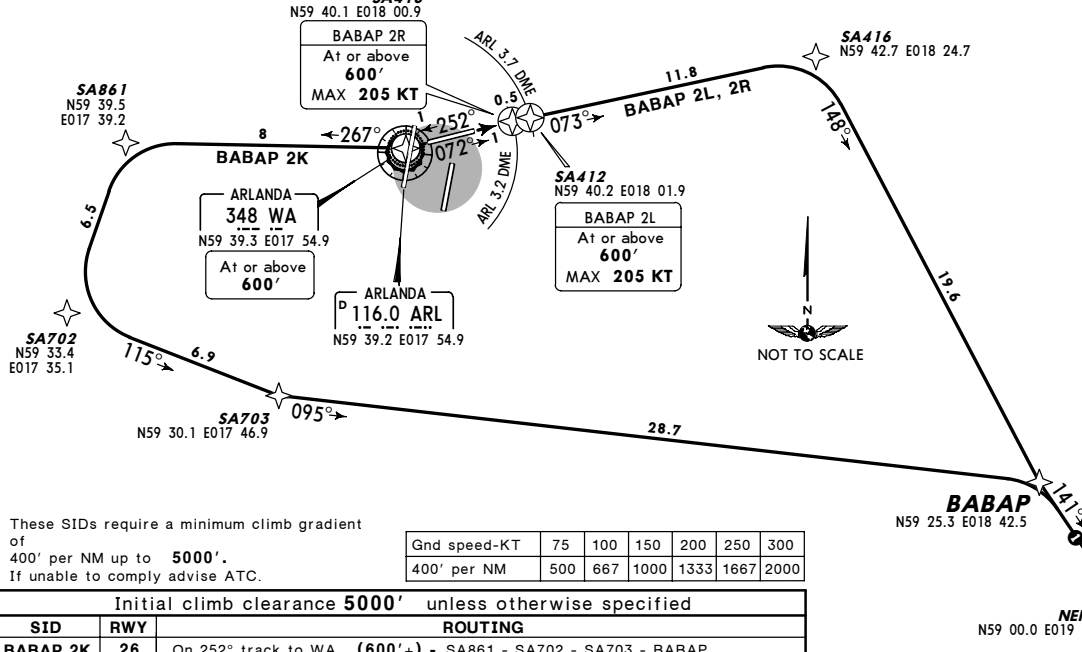 N59 40.1 E018 00.9
BABAP 2R
At or above
600'
MAX 205 KT
ARL 3.7 DME
SA416
N59 42.7 E018 24.7
11.8
BABAP 2L, 2R
0.5
073°
148°
SA861
N59 39.5
E017 39.2
8
BABAP 2K
267°
1
252°
072°
1
ARL 3.2 DME
SA412
N59 40.2 E018 01.9
BABAP 2L
At or above
600'
MAX 205 KT
ARLANDA
348 WA
N59 39.3 E017 54.9
At or above
600'
6.5
ARLANDA
D 116.0 ARL
N59 39.2 E017 54.9
N
NOT TO SCALE
19.6
SA702
N59 33.4
E017 35.1
115°
6.9
SA703
N59 30.1 E017 46.9
095°
28.7
BABAP
N59 25.3 E018 42.5
141°
These SIDs require a minimum climb gradient
of
400' per NM up to 5000'.
If unable to comply advise ATC.
Gnd speed-KT 75 100 150 200 250 300
400' per NM 500 667 1000 1333 1667 2000
N59 00.0 E019
Initial climb clearance 5000' unless otherwise specified
SID RWY ROUTING
BABAP 2K 26 On 252° track to WA (600'+) - SA861 - SA702 - SA703 - BABAP